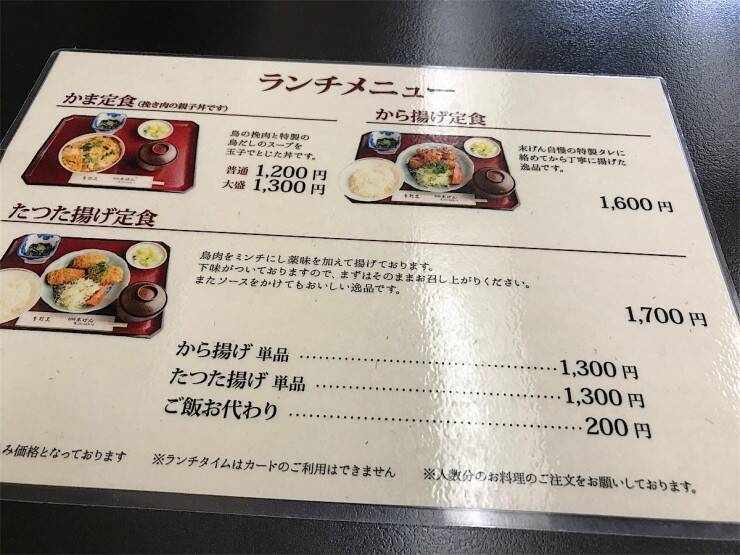 ランチメニュー
かま定食(挽き肉の親子丼です)
鳥の挽肉と特製の
鳥だしのスープを
玉子でとじた丼です。
普通 1,200円
大盛 1,300円
から揚げ定食
末げん自慢の特製タレに
絡めてから丁寧に揚げた
逸品です。
1,600円
たつた揚げ定食
鳥肉をミンチにし薬味を加えて揚げております。
下味がついておりますので、まずはそのままお召し上がりください。
またソースをかけてもおいしい逸品です。
1,700円
から揚げ 単品 ……………………………… 1,300円
たつた揚げ 単品 …………………………… 1,300円
ご飯お代わり ……………………………… 200円
み価格となっております ※ランチタイムはカードのご利用はできません ※人数分のお料理のご注文をお願いしております。